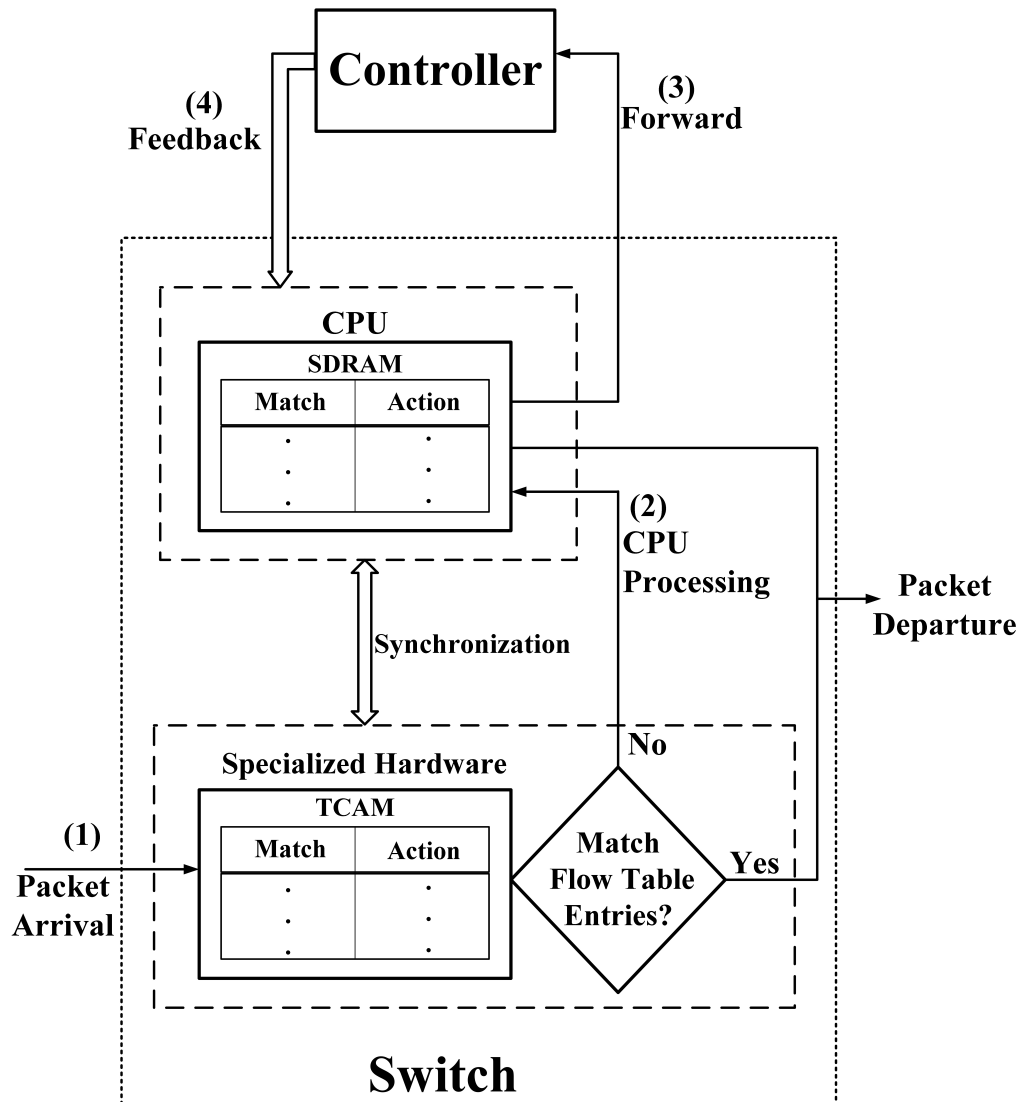 Controller
(4)
Feedback
(3)
Forward
CPU
SDRAM
Match Action
(2)
CPU
Processing
Packet
Departure
Synchronization
No
Specialized Hardware
TCAM
Match Action
(1)
Packet
Arrival
Match
Flow Table
Entries?
Yes
Switch